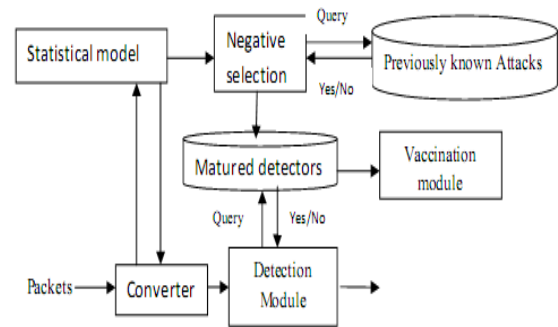 Query
Statistical model
Negative
selection
Previously known Attacks
Yes/No
Matured detectors
Vaccination
module
Query
Yes/No
Packets
Converter
Detection
Module